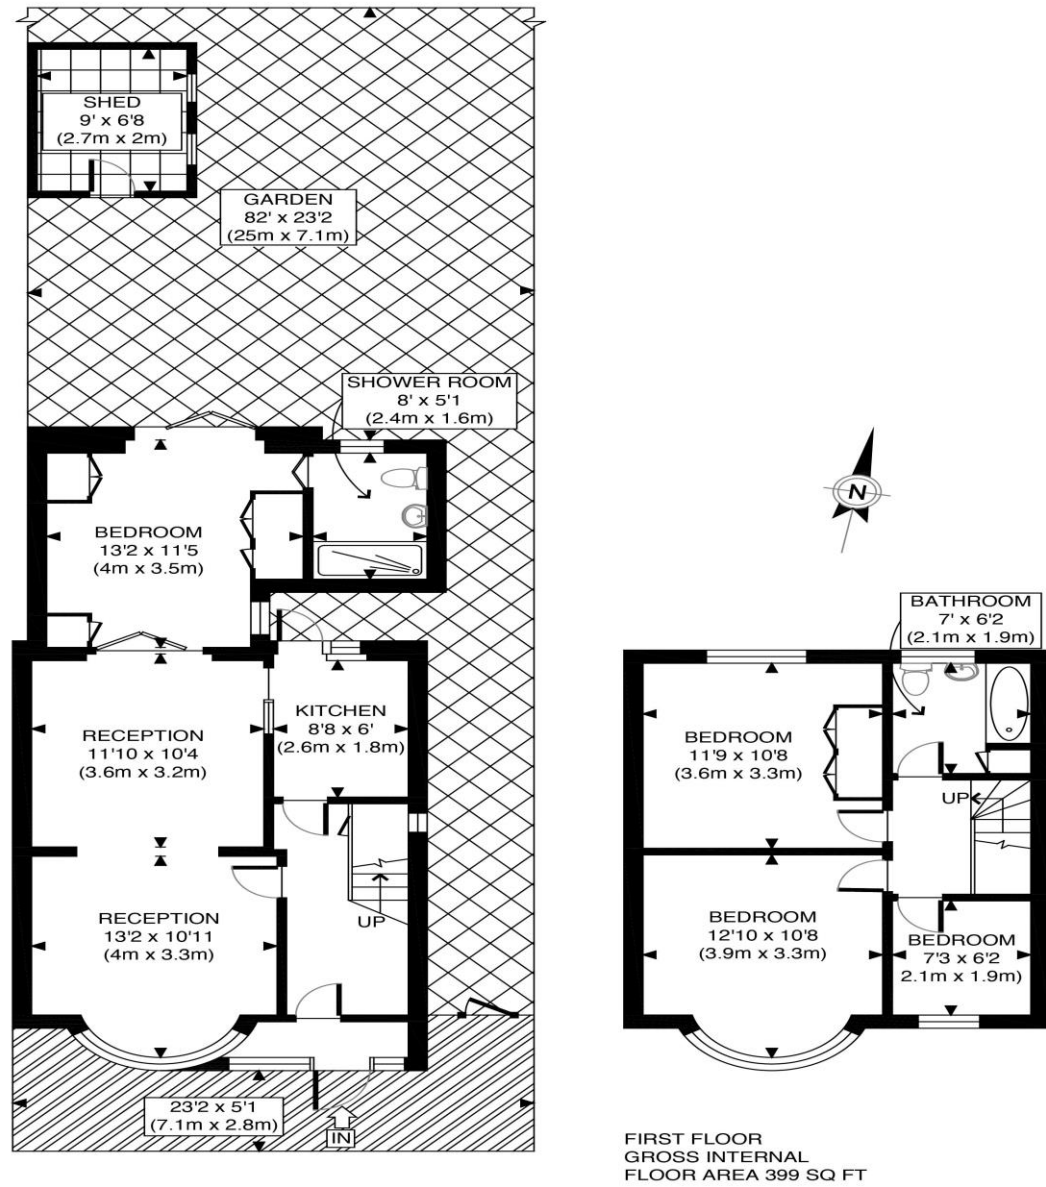 SHED
9' x 6'8
(2.7m x 2m)
GARDEN
82' x 23'2
(25m x 7.1m)
SHOWER ROOM
8' x 5'1
(2.4m x 1.6m)
BEDROOM
13'2 x 11'5
(4m x 3.5m)
RECEPTION
11'10 x 10'4
(3.6m x 3.2m)
KITCHEN
8'8 x 6'
(2.6m x 1.8m)
RECEPTION
13'2 x 10'11
(4m x 3.3m)
UP
23'2 x 5'1
(7.1m x 2.8m)
IN
N
BATHROOM
7' x 6'2
(2.1m x 1.9m)
BEDROOM
11'9 x 10'8
(3.6m x 3.3m)
UP
BEDROOM
12'10 x 10'8
(3.9m x 3.3m)
BEDROOM
7'3 x 6'2
2.1m x 1.9m)
FIRST FLOOR
GROSS INTERNAL
FLOOR AREA 399 SQ FT